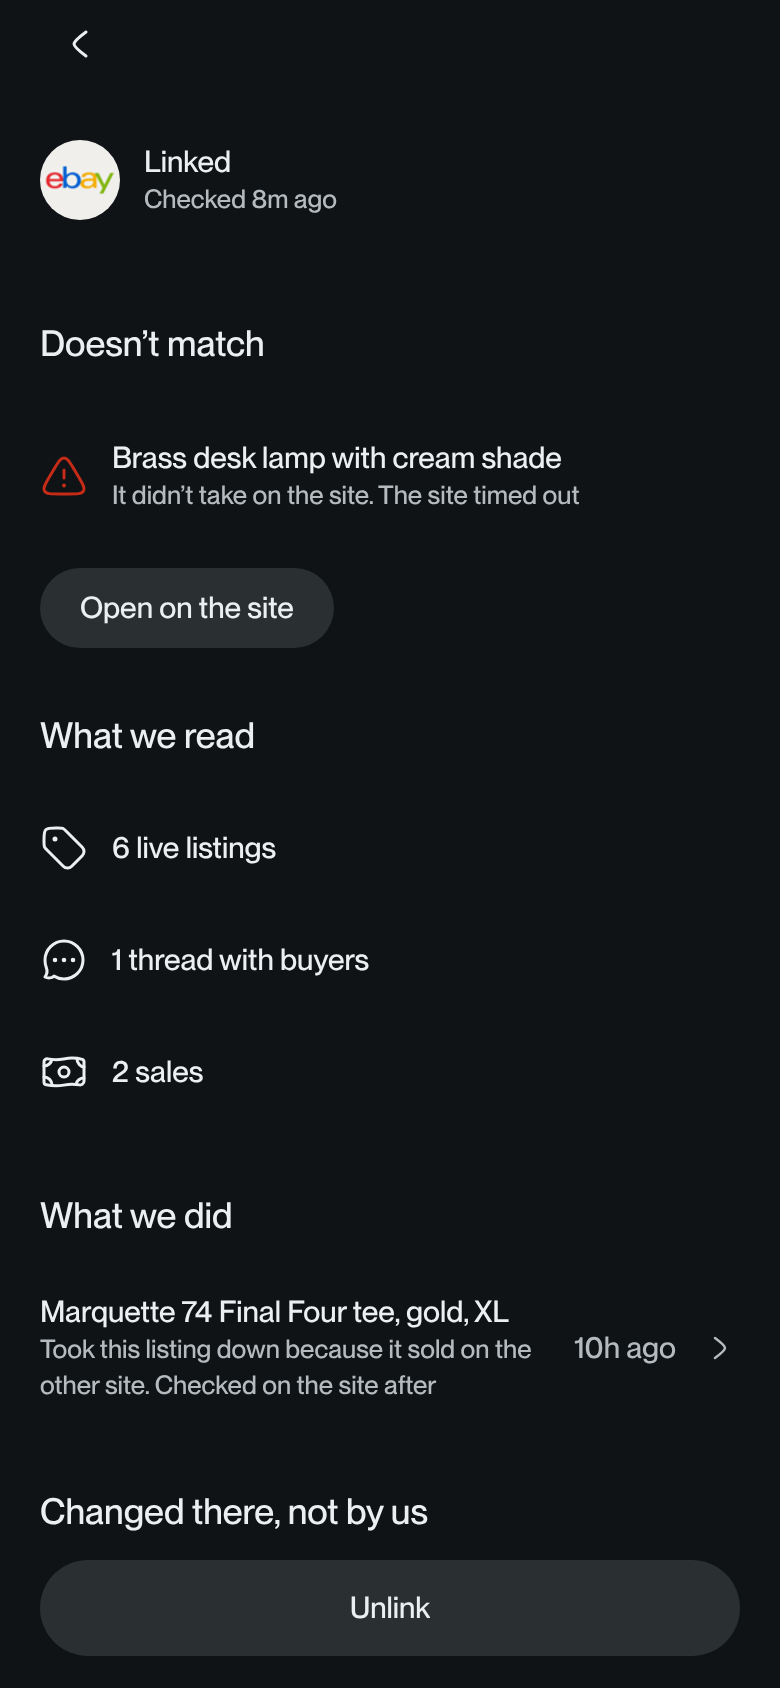 ebay
Linked
Checked 8m ago
Doesn’t match
Brass desk lamp with cream shade
It didn’t take on the site. The site timed out
Open on the site
What we read
6 live listings
1 thread with buyers
2 sales
What we did
Marquette 74 Final Four tee, gold, XL
Took this listing down because it sold on the
other site. Checked on the site after
10h ago
Changed there, not by us
Unlink